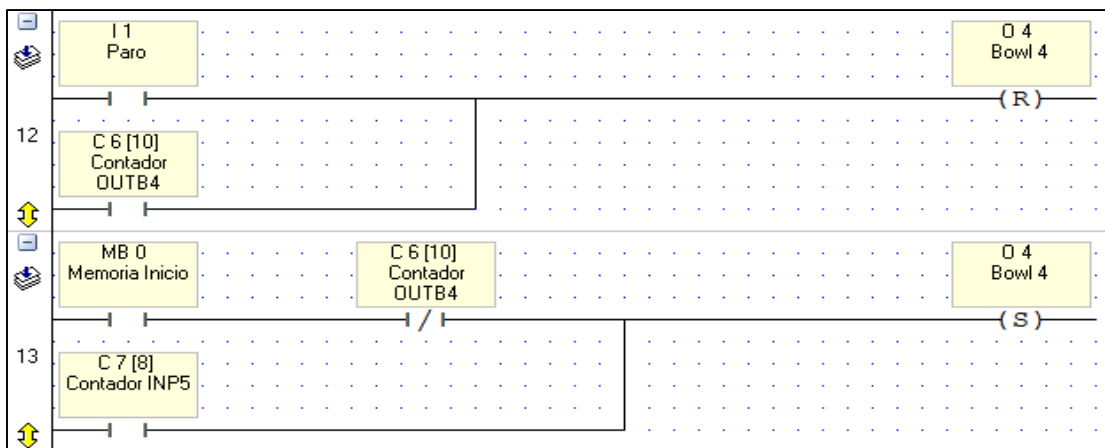 I 1
Paro
O 4
Bowl 4
(R)
12
C 6 [10]
Contador
OUTB4
MB 0
Memoria Inicio
C 6 [10]
Contador
OUTB4
O 4
Bowl 4
(S)
13
C 7 [8]
Contador INP5